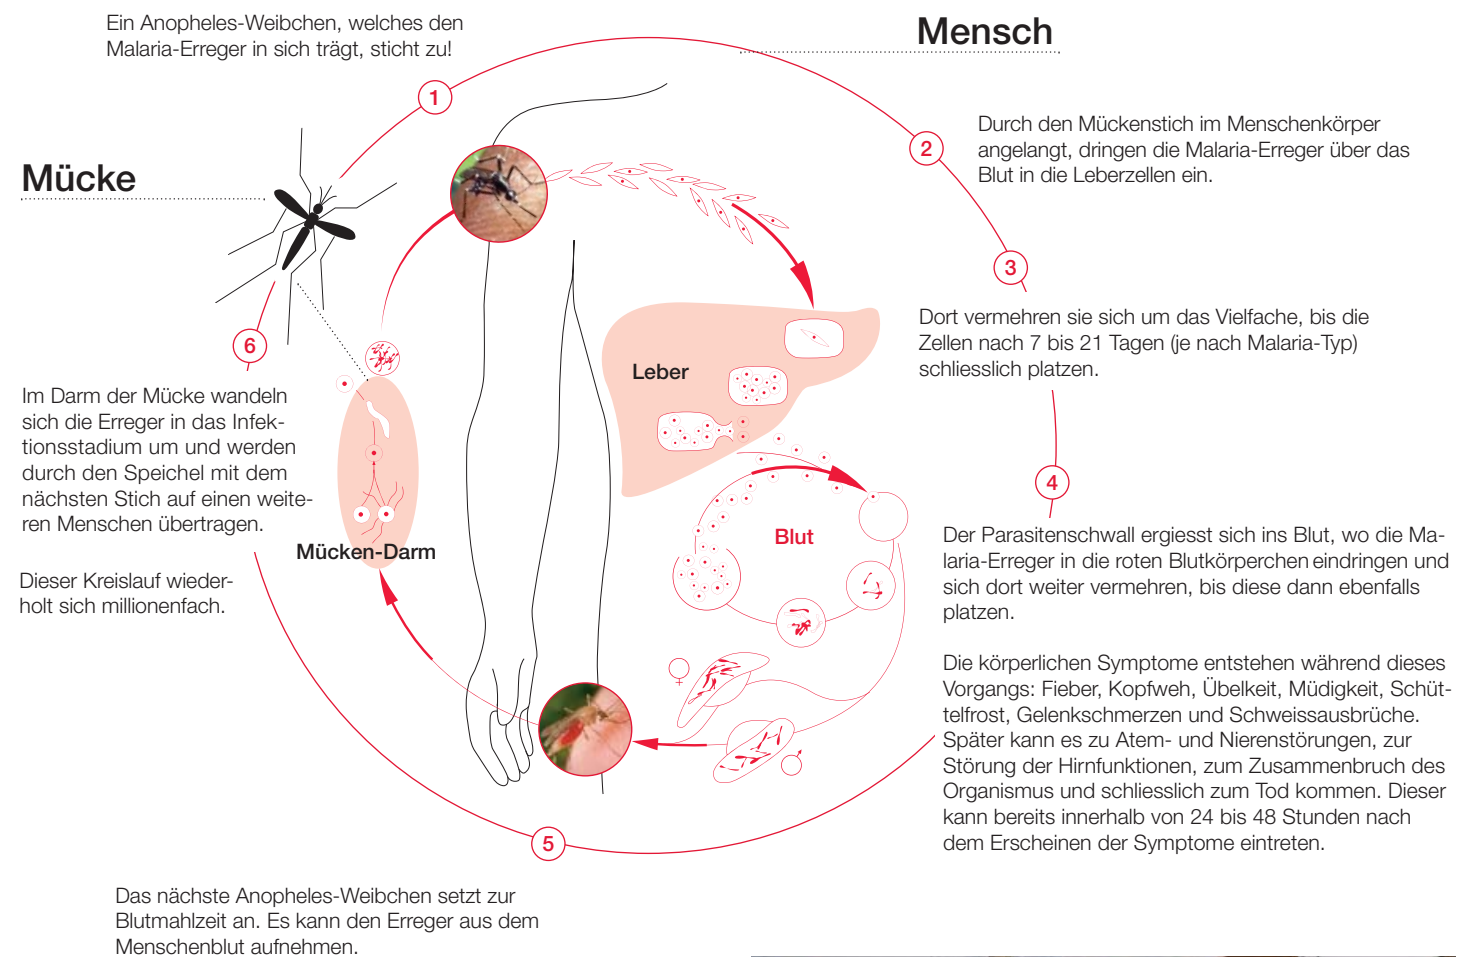 Ein Anopheles-Weibchen, welches den
Malaria-Erreger in sich trägt, sticht zu!
Mensch
1
2
Durch den Mückenstich im Menschenkörper
angelangt, dringen die Malaria-Erreger über das
Blut in die Leberzellen ein.
Mücke
3
Dort vermehren sie sich um das Vielfache, bis die
Zellen nach 7 bis 21 Tagen (je nach Malaria-Typ)
schliesslich platzen.
6
Leber
Im Darm der Mücke wandeln
sich die Erreger in das Infek-
tionsstadium um und werden
durch den Speichel mit dem
nächsten Stich auf einen weite-
ren Menschen übertragen.
Mücken-Darm
Dieser Kreislauf wieder-
holt sich millionenfach.
4
Blut
Der Parasitenschwall ergiesst sich ins Blut, wo die Ma-
laria-Erreger in die roten Blutkörperchen eindringen und
sich dort weiter vermehren, bis diese dann ebenfalls
platzen.
♀
♂
Die körperlichen Symptome entstehen während dieses
Vorgangs: Fieber, Kopfweh, Übelkeit, Müdigkeit, Schüt-
telfrost, Gelenkschmerzen und Schweissausbrüche.
Später kann es zu Atem- und Nierenstörungen, zur
Störung der Hirnfunktionen, zum Zusammenbruch des
Organismus und schliesslich zum Tod kommen. Dieser
kann bereits innerhalb von 24 bis 48 Stunden nach
dem Erscheinen der Symptome eintreten.
5
Das nächste Anopheles-Weibchen setzt zur
Blutmahlzeit an. Es kann den Erreger aus dem
Menschenblut aufnehmen.